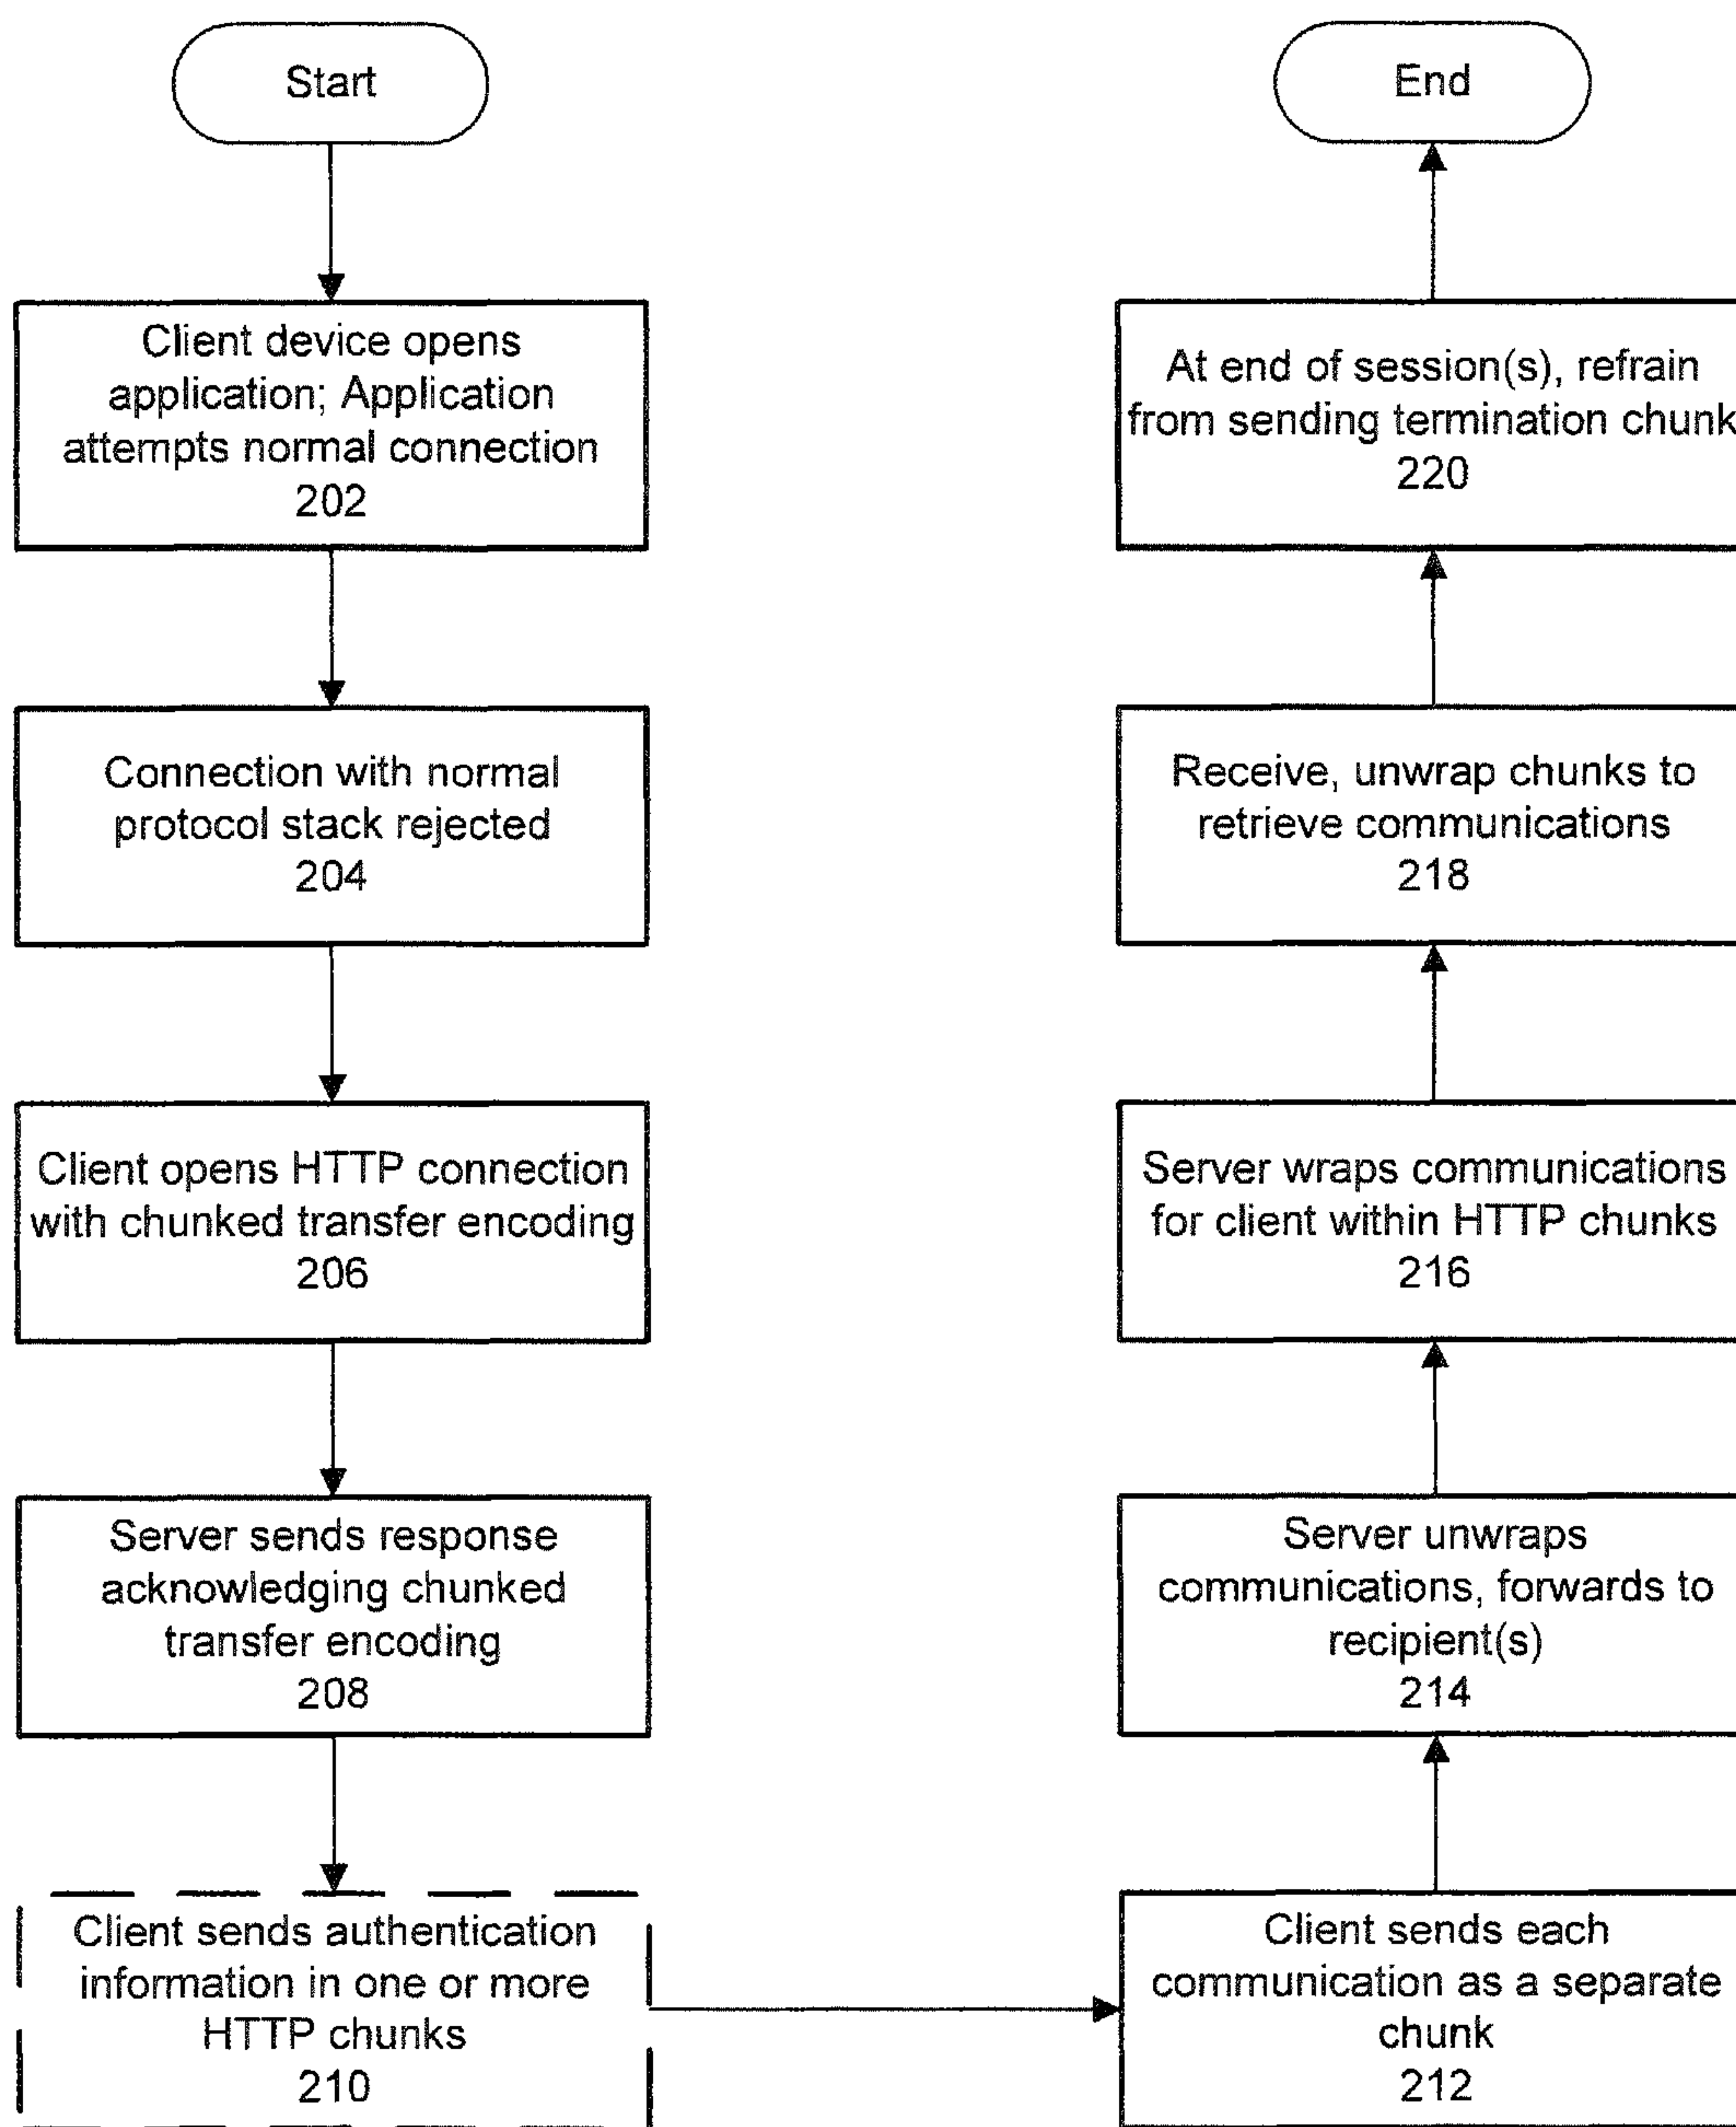 Start
Client device opens
application; Application
attempts normal connection
202
Connection with normal
protocol stack rejected
204
Client opens HTTP connection
with chunked transfer encoding
206
Server sends response
acknowledging chunked
transfer encoding
208
Client sends authentication
information in one or more
HTTP chunks
210
Client sends each
communication as a separate
chunk
212
Server unwraps
communications, forwards to
recipient(s)
214
Server wraps communications
for client within HTTP chunks
216
Receive, unwrap chunks to
retrieve communications
218
At end of session(s), refrain
from sending termination chunk
220
End